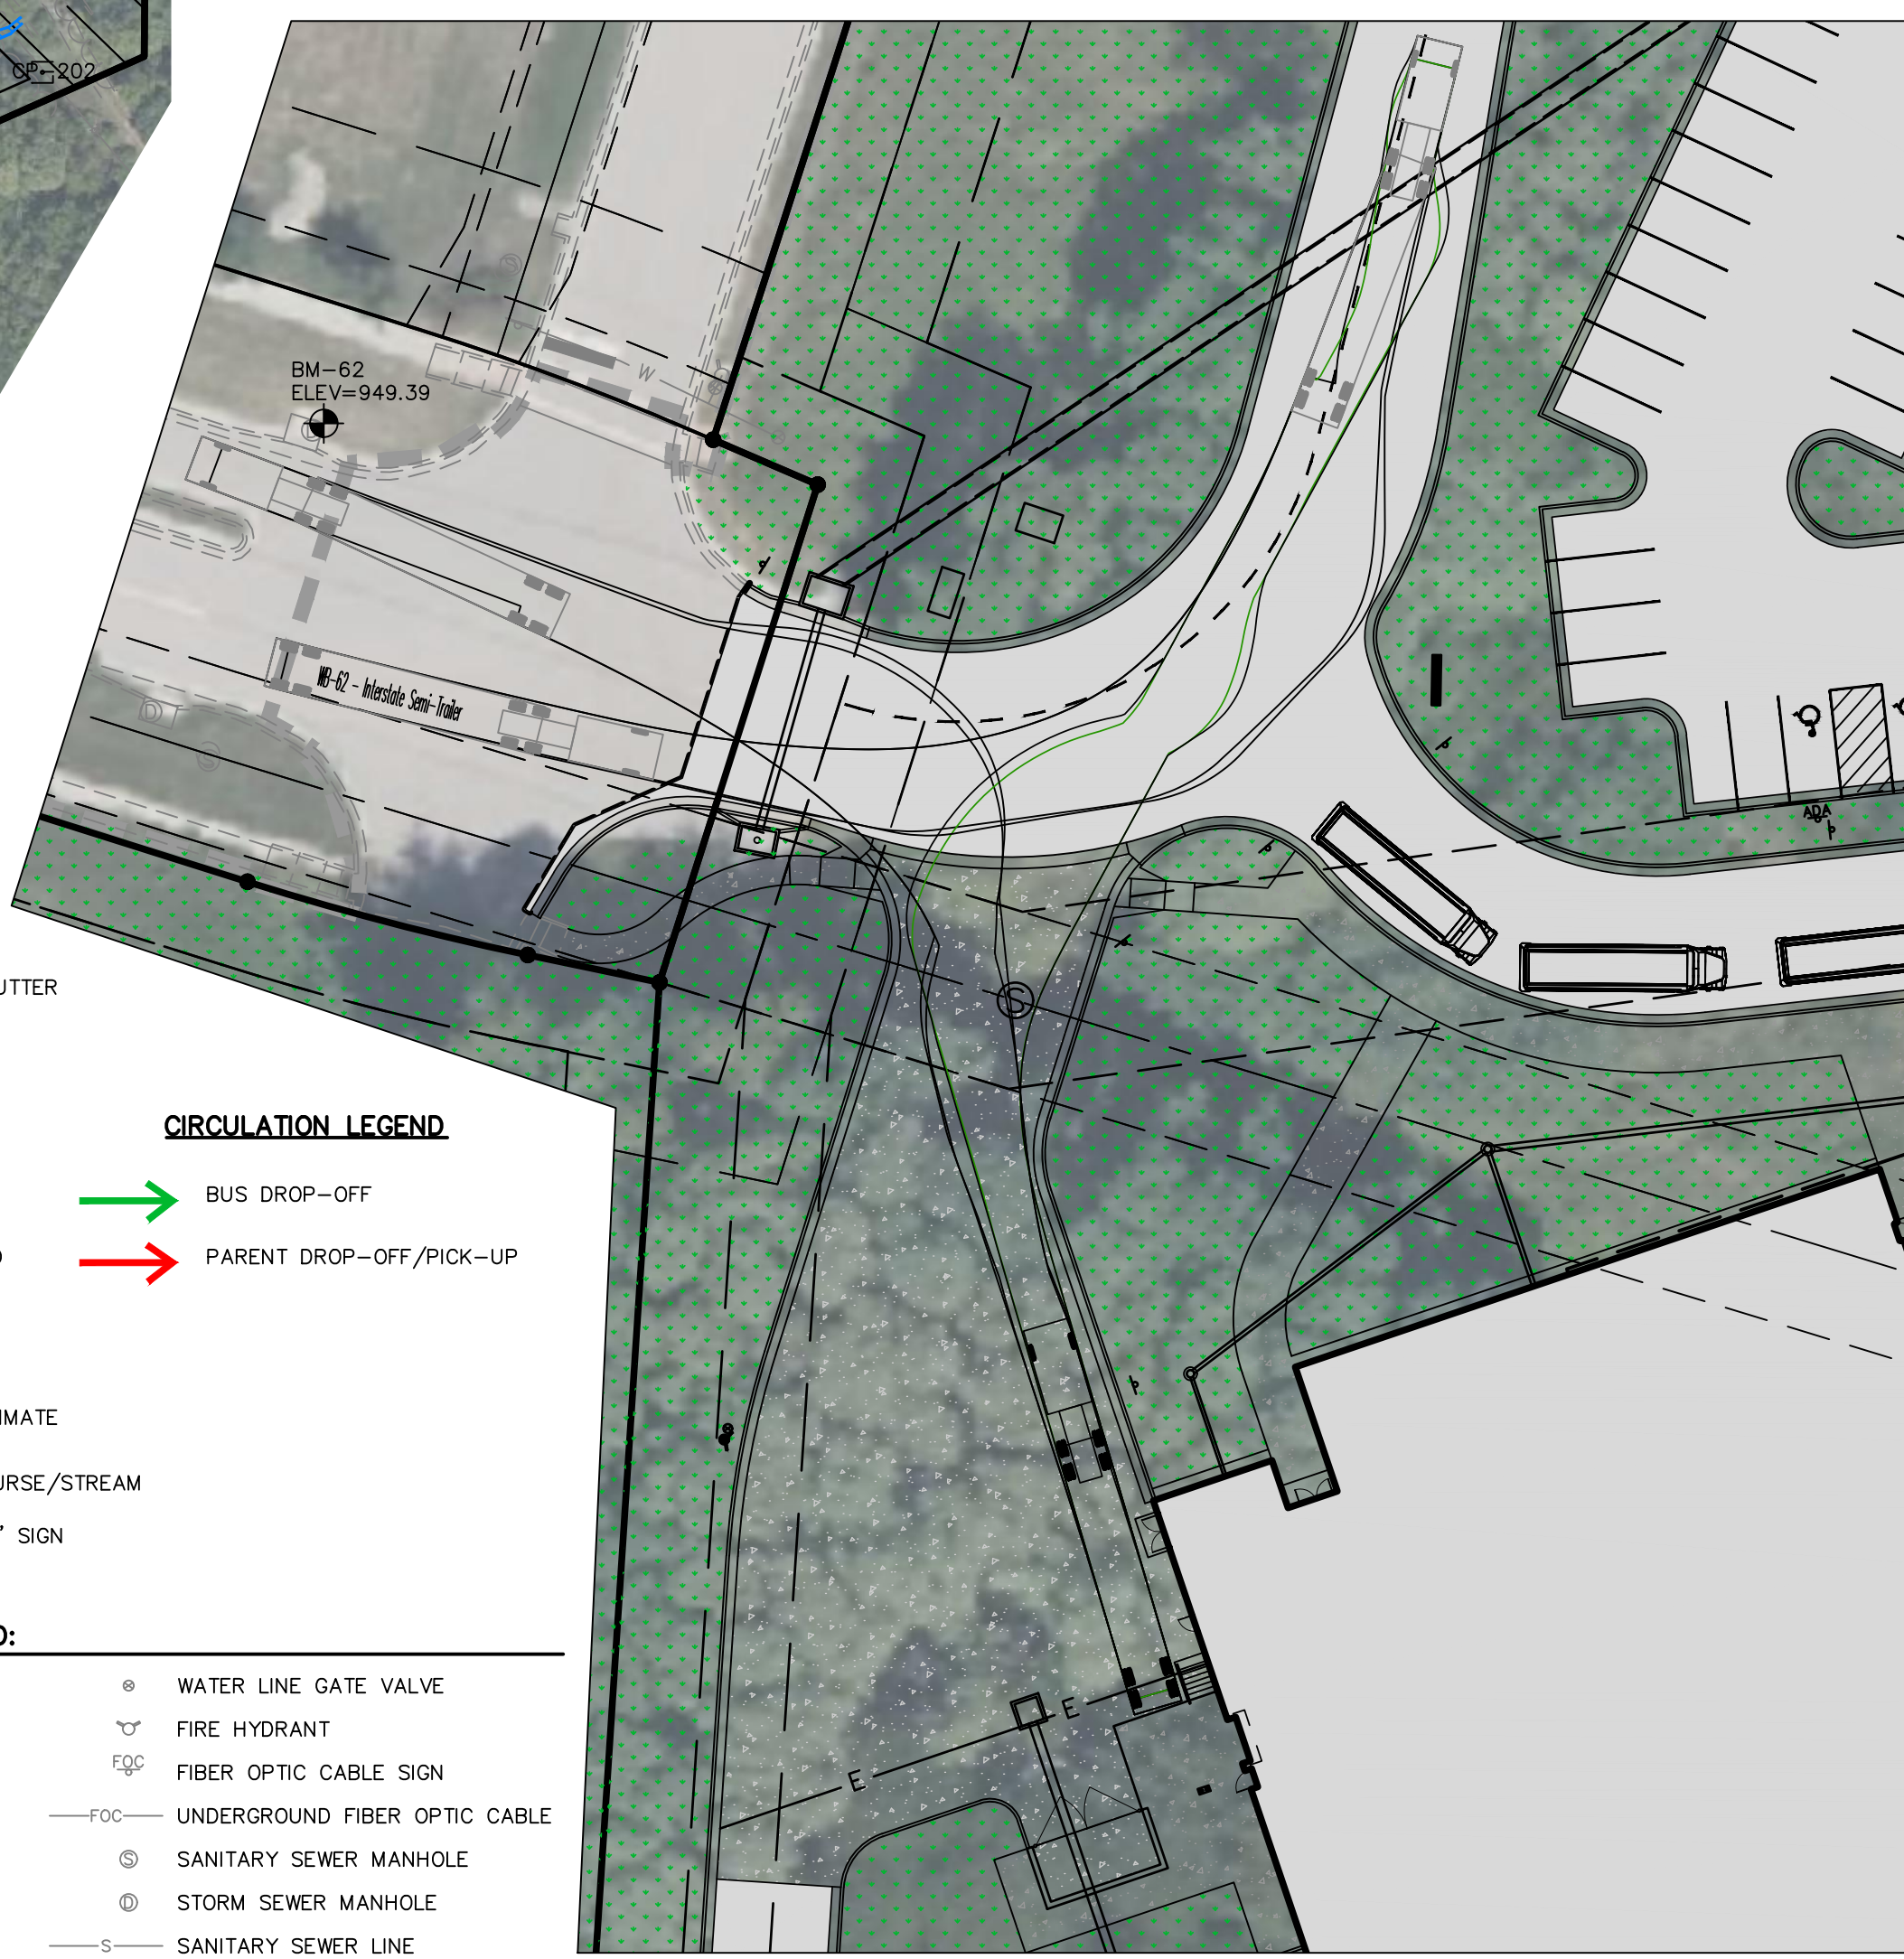 CP-202
BM-62
ELEV=949.39
W
S
D
WB-62 - Interstate Semi-Trailer
D
S
S
ADA
UTTER
CIRCULATION LEGEND
BUS DROP-OFF
PARENT DROP-OFF/PICK-UP
IMATE
URSE/STREAM
' SIGN
D:
WATER LINE GATE VALVE
FIRE HYDRANT
FOC
FIBER OPTIC CABLE SIGN
FOC UNDERGROUND FIBER OPTIC CABLE
S SANITARY SEWER MANHOLE
D STORM SEWER MANHOLE
S SANITARY SEWER LINE
E
E